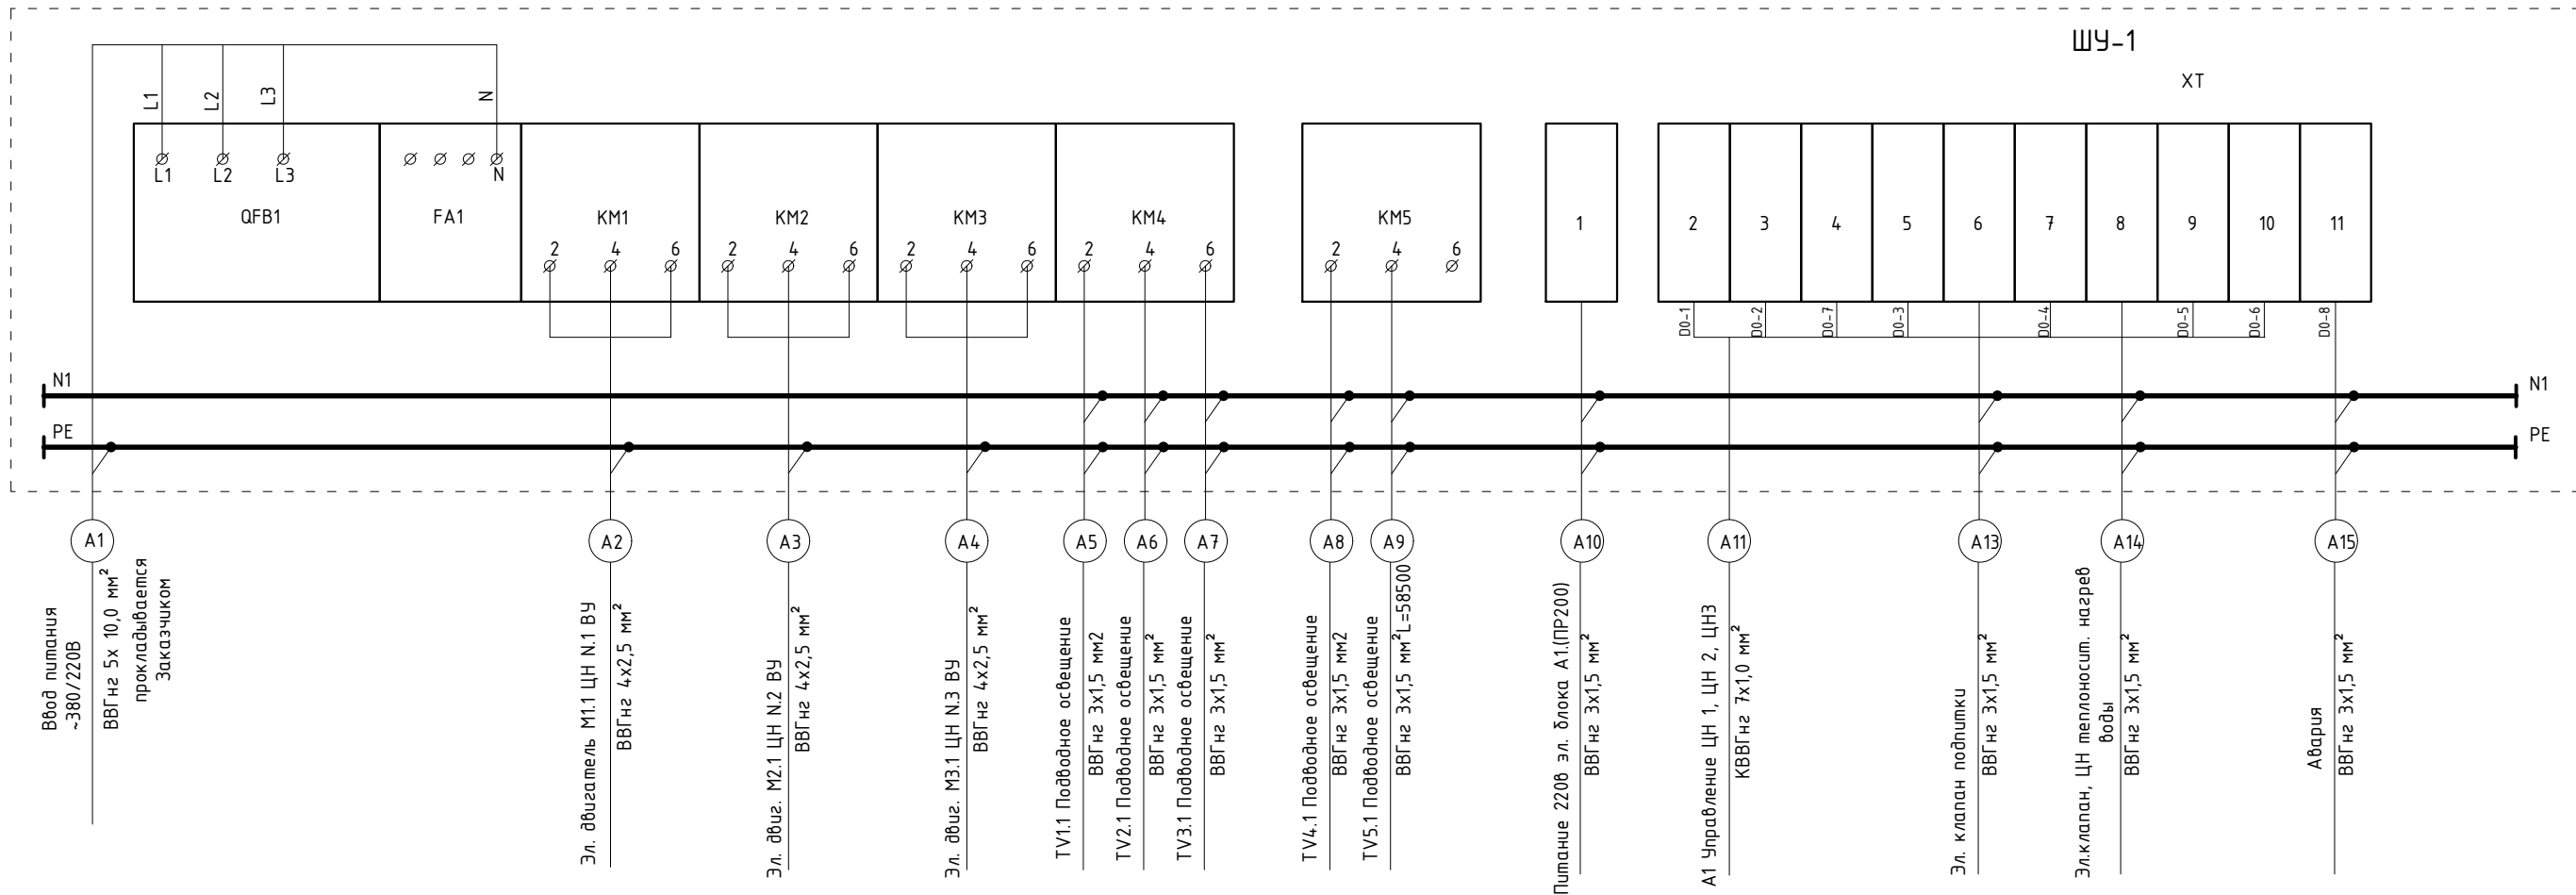 ШУ-1
XT
L1
L2
L3
N
L1
L2
L3
N
QFB1
FA1
KM1
2
4
6
KM2
2
4
6
KM3
2
4
6
KM4
2
4
6
KM5
2
4
6
1
2
3
4
5
6
7
8
9
10
11
D0-1
D0-2
D0-7
D0-3
D0-4
D0-5
D0-6
D0-8
N1
N1
PE
PE
A1
A2
A3
A4
A5
A6
A7
A8
A9
A10
A11
A13
A14
A15
Ввод питания
~380/220В
ВВГнг 5х 10,0 мм²
прокладывается
Заказчиком
Эл. двигатель М1.1 ЦН N.1 ВУ
ВВГнг 4х2,5 мм²
Эл. двиг. М2.1 ЦН N.2 ВУ
ВВГнг 4х2,5 мм²
Эл. двиг. М3.1 ЦН N.3 ВУ
ВВГнг 4х2,5 мм²
TV1.1 Подводное освещение
ВВГнг 3х1,5 мм2
TV2.1 Подводное освещение
ВВГнг 3х1,5 мм²
TV3.1 Подводное освещение
ВВГнг 3х1,5 мм²
TV4.1 Подводное освещение
ВВГнг 3х1,5 мм2
TV5.1 Подводное освещение
ВВГнг 3х1,5 мм² L=58500
Питание 220в эл. блока А1.(ПР200)
ВВГнг 3х1,5 мм²
А1 Управление ЦН 1, ЦН 2, ЦН3
КВВГнг 7х1,0 мм²
Эл. клапан подпитки
ВВГнг 3х1,5 мм²
Эл.клапан, ЦН теплоносит. нагрев
воды
ВВГнг 3х1,5 мм²
Авария
ВВГнг 3х1,5 мм²